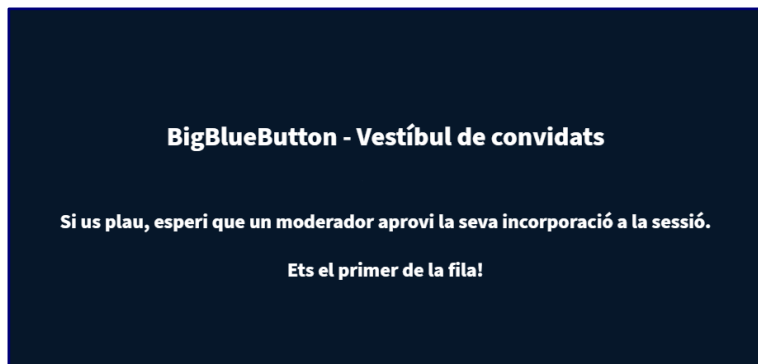 BigBlueButton - Vestíbul de convidats
Si us plau, esperi que un moderador aprovi la seva incorporació a la sessió.
Ets el primer de la fila!